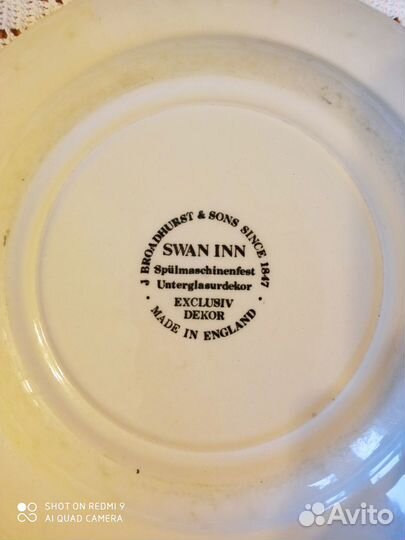 J BROADHURST & SONS SINCE 1847
SWAN INN
Spülmaschinenfest
Unterglasurdekor
EXCLUSIV
DEKOR
· MADE IN ENGLAND ·
SHOT ON REDMI 9
AI QUAD CAMERA
Avito